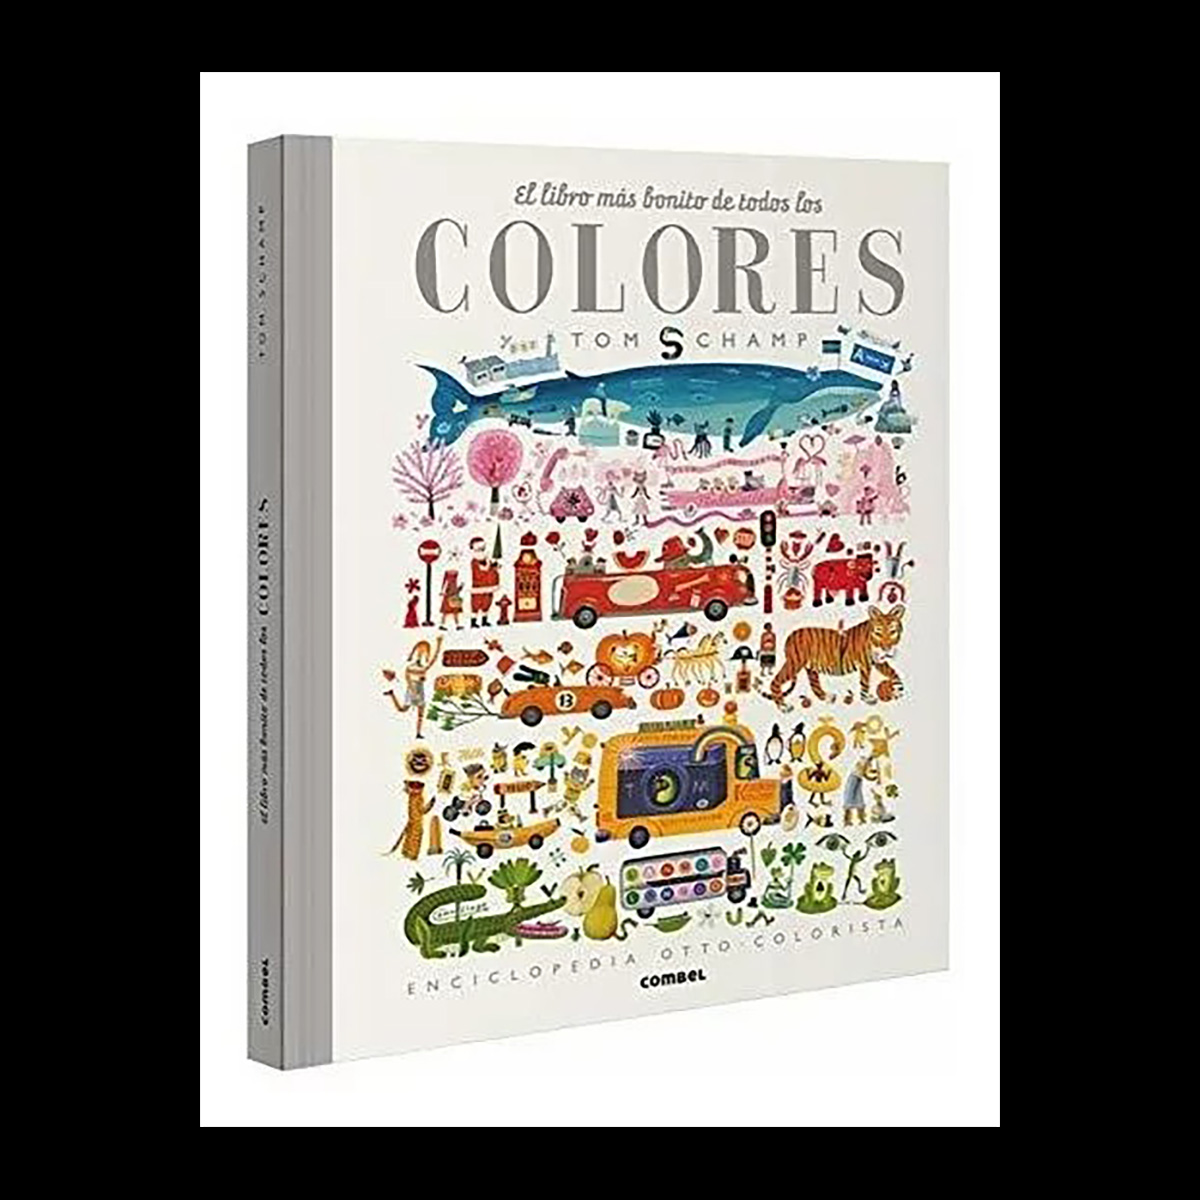 El libro más bonito de todos los
COLORES
TOM SCHAMP
13
T M
ENCICLOPEDIA OTTO-COLORISTA
COMBEL
TOM SCHAMP
El libro más bonito de todos los COLORES
COMBEL